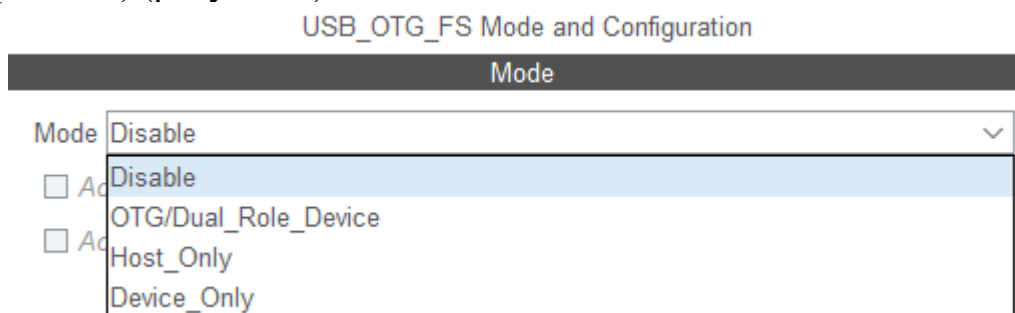 USB_OTG_FS Mode and Configuration
Mode
Mode Disable
Disable
OTG/Dual_Role_Device
Host_Only
Device_Only